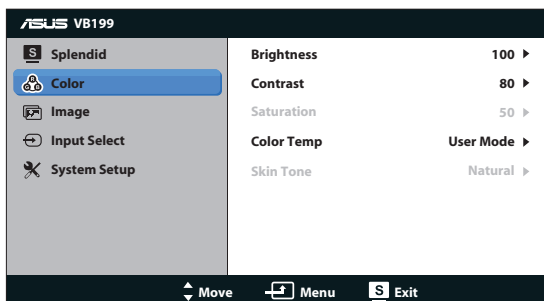 ASUS VB199
S Splendid
Color
Image
Input Select
System Setup
Brightness 100
Contrast 80
Saturation 50
Color Temp User Mode
Skin Tone Natural
Move Menu S Exit